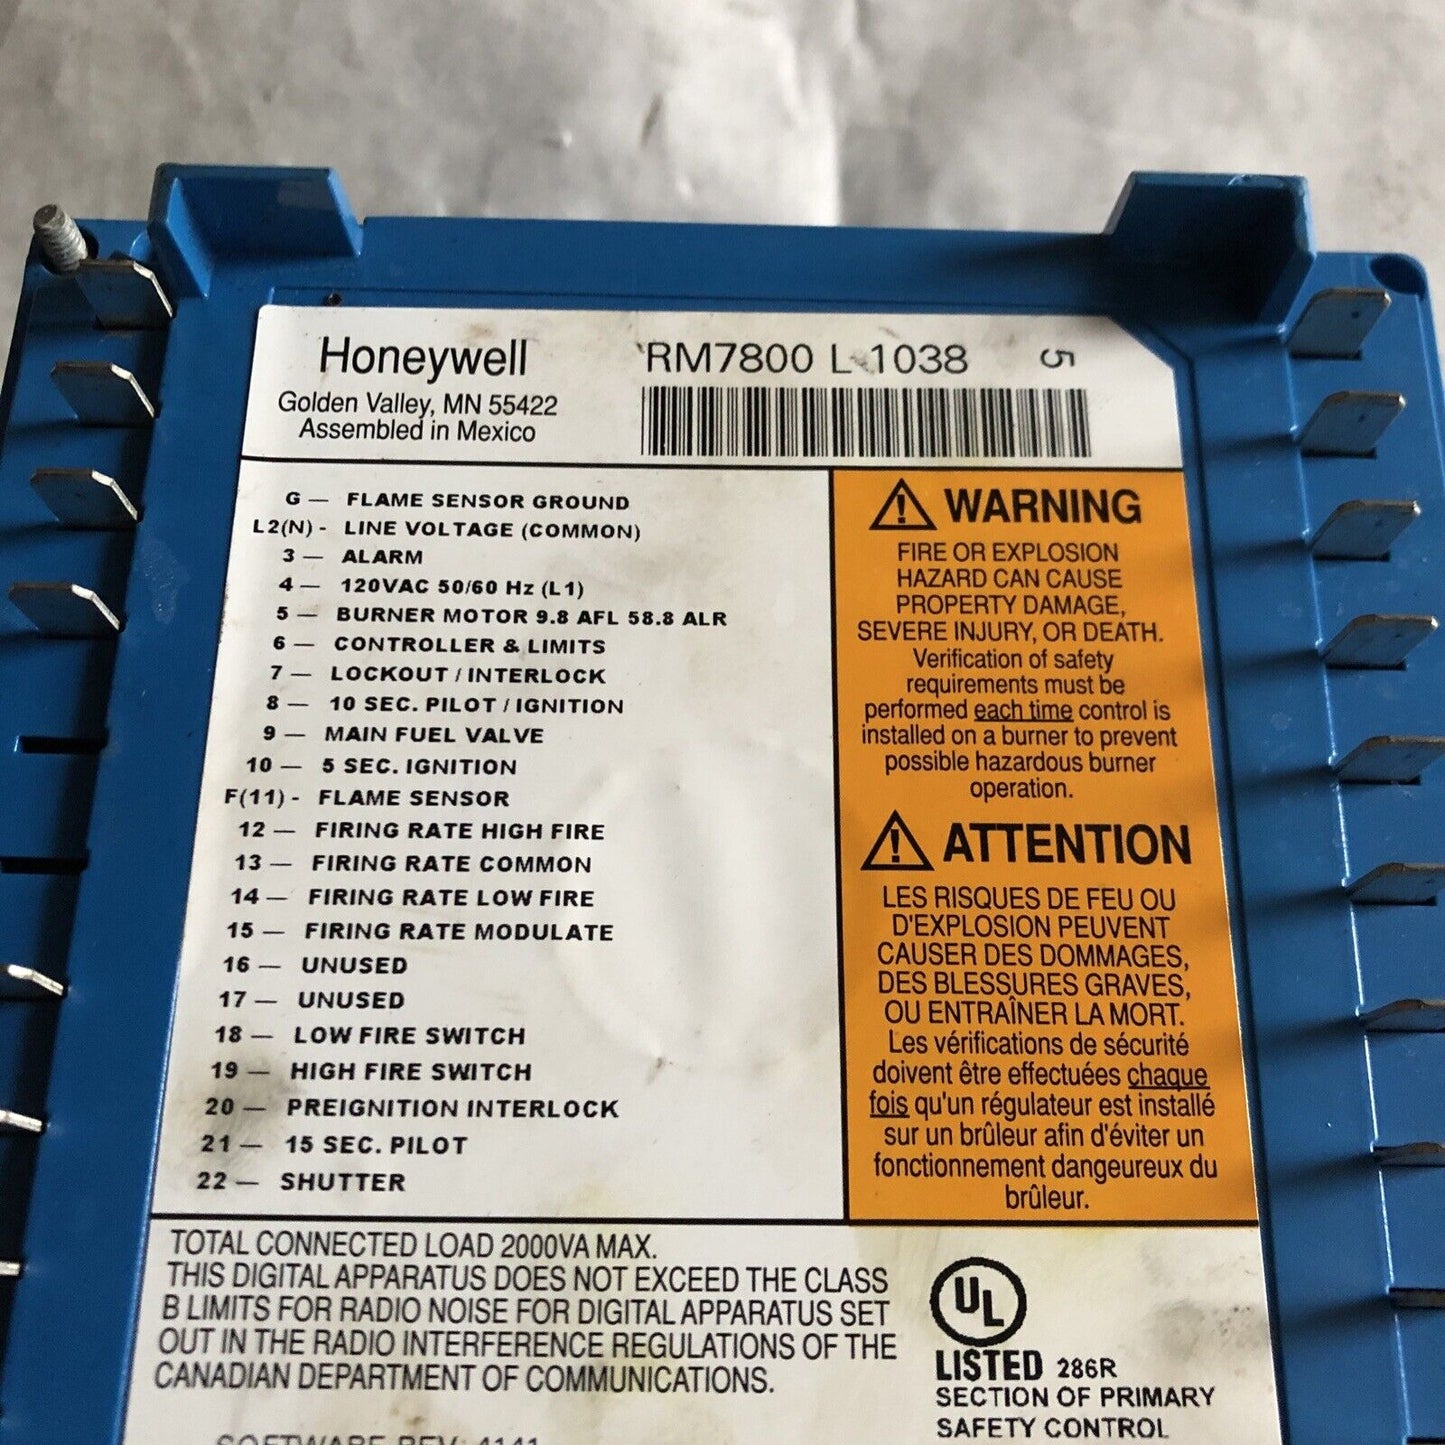 Honeywell
Golden Valley, MN 55422
Assembled in Mexico
RM7800 L 1038 5
G — FLAME SENSOR GROUND
L2(N) - LINE VOLTAGE (COMMON)
3 — ALARM
4 — 120VAC 50/60 Hz (L1)
5 — BURNER MOTOR 9.8 AFL 58.8 ALR
6 — CONTROLLER & LIMITS
7 — LOCKOUT / INTERLOCK
8 — 10 SEC. PILOT / IGNITION
9 — MAIN FUEL VALVE
10 — 5 SEC. IGNITION
F(11) - FLAME SENSOR
12 — FIRING RATE HIGH FIRE
13 — FIRING RATE COMMON
14 — FIRING RATE LOW FIRE
15 — FIRING RATE MODULATE
16 — UNUSED
17 — UNUSED
18 — LOW FIRE SWITCH
19 — HIGH FIRE SWITCH
20 — PREIGNITION INTERLOCK
21 — 15 SEC. PILOT
22 — SHUTTER
WARNING
FIRE OR EXPLOSION
HAZARD CAN CAUSE
PROPERTY DAMAGE,
SEVERE INJURY, OR DEATH.
Verification of safety
requirements must be
performed each time control is
installed on a burner to prevent
possible hazardous burner
operation.
ATTENTION
LES RISQUES DE FEU OU
D'EXPLOSION PEUVENT
CAUSER DES DOMMAGES,
DES BLESSURES GRAVES,
OU ENTRAÎNER LA MORT.
Les vérifications de sécurité
doivent être effectuées chaque
fois qu'un régulateur est installé
sur un brûleur afin d'éviter un
fonctionnement dangeureux du
brûleur.
TOTAL CONNECTED LOAD 2000VA MAX.
THIS DIGITAL APPARATUS DOES NOT EXCEED THE CLASS
B LIMITS FOR RADIO NOISE FOR DIGITAL APPARATUS SET
OUT IN THE RADIO INTERFERENCE REGULATIONS OF THE
CANADIAN DEPARTMENT OF COMMUNICATIONS.
SOFTWARE REV: 4141
UL
LISTED 286R
SECTION OF PRIMARY
SAFETY CONTROL